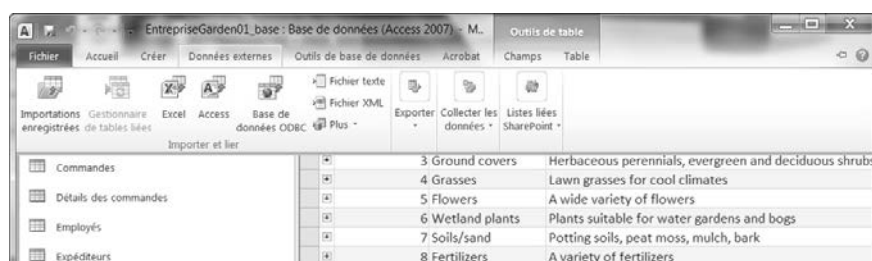 EntrepriseGarden01_base : Base de données (Access 2007) - M..
Outils de table
Fichier Accueil Créer Données externes Outils de base de données Acrobat Champs Table
Importations enregistrées
Gestionnaire de tables liées
Excel
Access
Base de données ODBC
Fichier texte
Fichier XML
Plus
Exporter
Collecter les données
Listes liées SharePoint
Importer et lier
Commandes
Détails des commandes
Employés
Expéditeurs
3 Ground covers Herbaceous perennials, evergreen and deciduous shrubs
4 Grasses Lawn grasses for cool climates
5 Flowers A wide variety of flowers
6 Wetland plants Plants suitable for water gardens and bogs
7 Soils/sand Potting soils, peat moss, mulch, bark
8 Fertilizers A variety of fertilizers